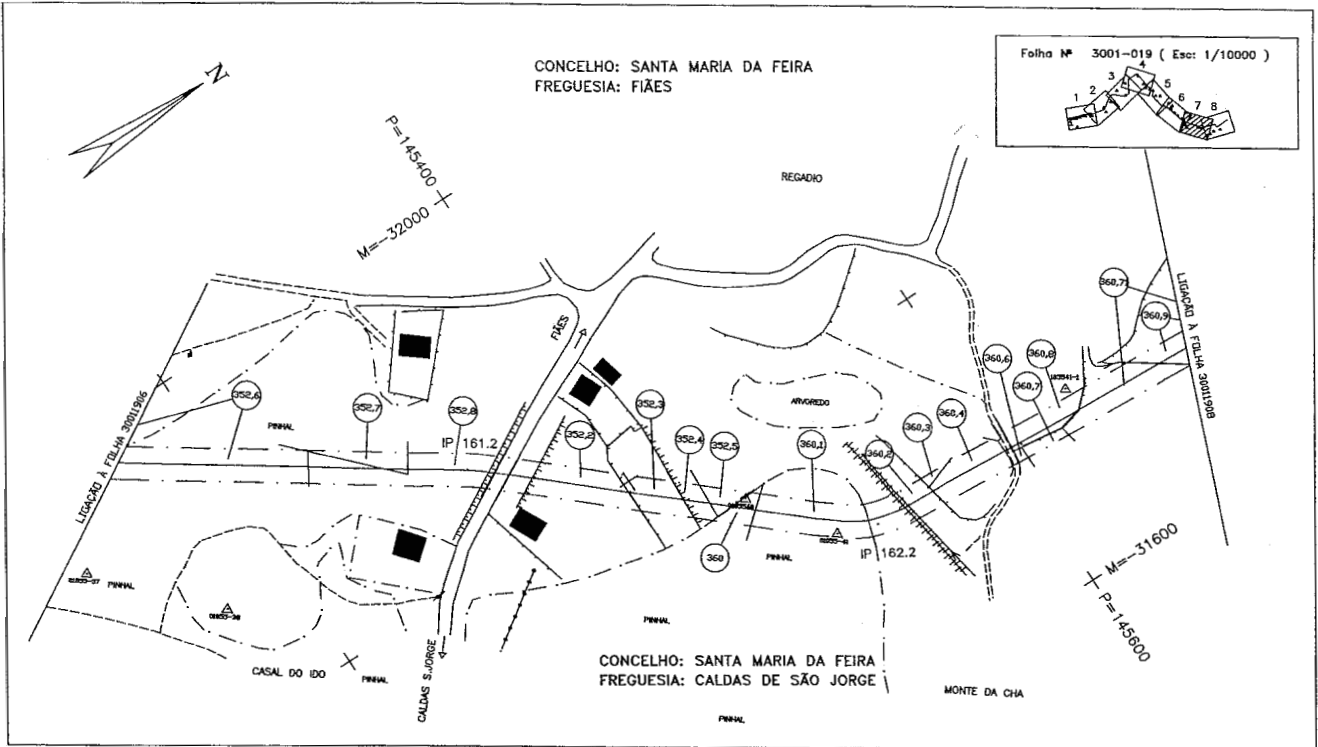 CONCELHO: SANTA MARIA DA FEIRA
FREGUESIA: FIÃES
Folha Nº 3001-019 ( Esc: 1/10000 )
1
2
3
4
5
6
7
8
N
P=145400
M=-32000
REGADIO
LIGAÇÃO À FOLHA 30011906
LIGAÇÃO À FOLHA 30011908
FIÃES
352,6
PINHAL
352,7
352,8
IP 161.2
352,2
352,3
352,4
352,5
ARVOREDO
360,1
360,2
360,3
360,4
360,6
360,7
360,8
360,9
360
IP 162.2
PINHAL
PINHAL
PINHAL
CASAL DO IDO
PINHAL
CALDAS S.JORGE
CONCELHO: SANTA MARIA DA FEIRA
FREGUESIA: CALDAS DE SÃO JORGE
MONTE DA CHA
PINHAL
M=-31600
P=145600